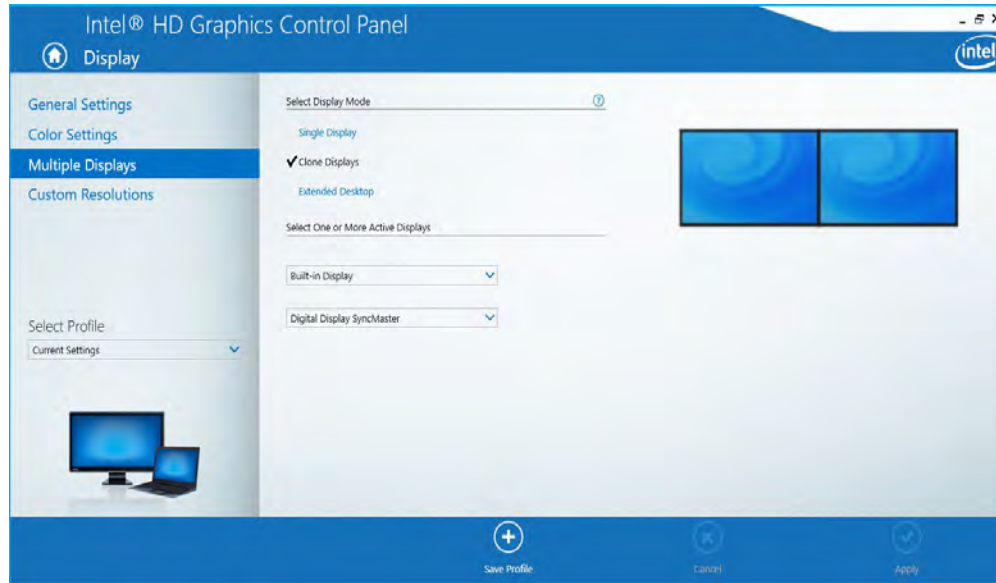 Intel® HD Graphics Control Panel
Display
intel
General Settings
Color Settings
Multiple Displays
Custom Resolutions
Select Profile
Current Settings
Select Display Mode
?
Single Display
Clone Displays
Extended Desktop
Select One or More Active Displays
Built-in Display
Digital Display SyncMaster
Save Profile
Cancel
Apply